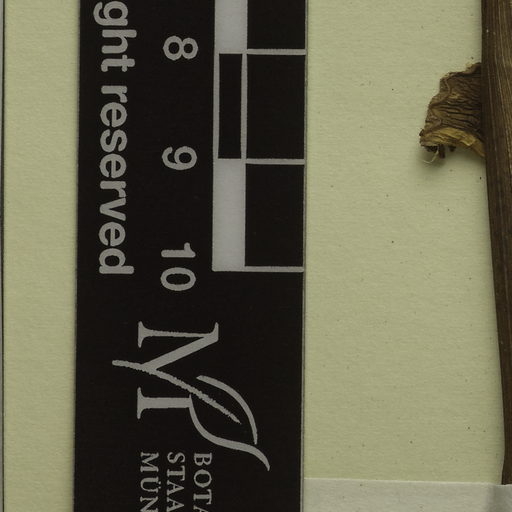 ght reserved
8
9
10
M
BOTA
STAA
MÜN